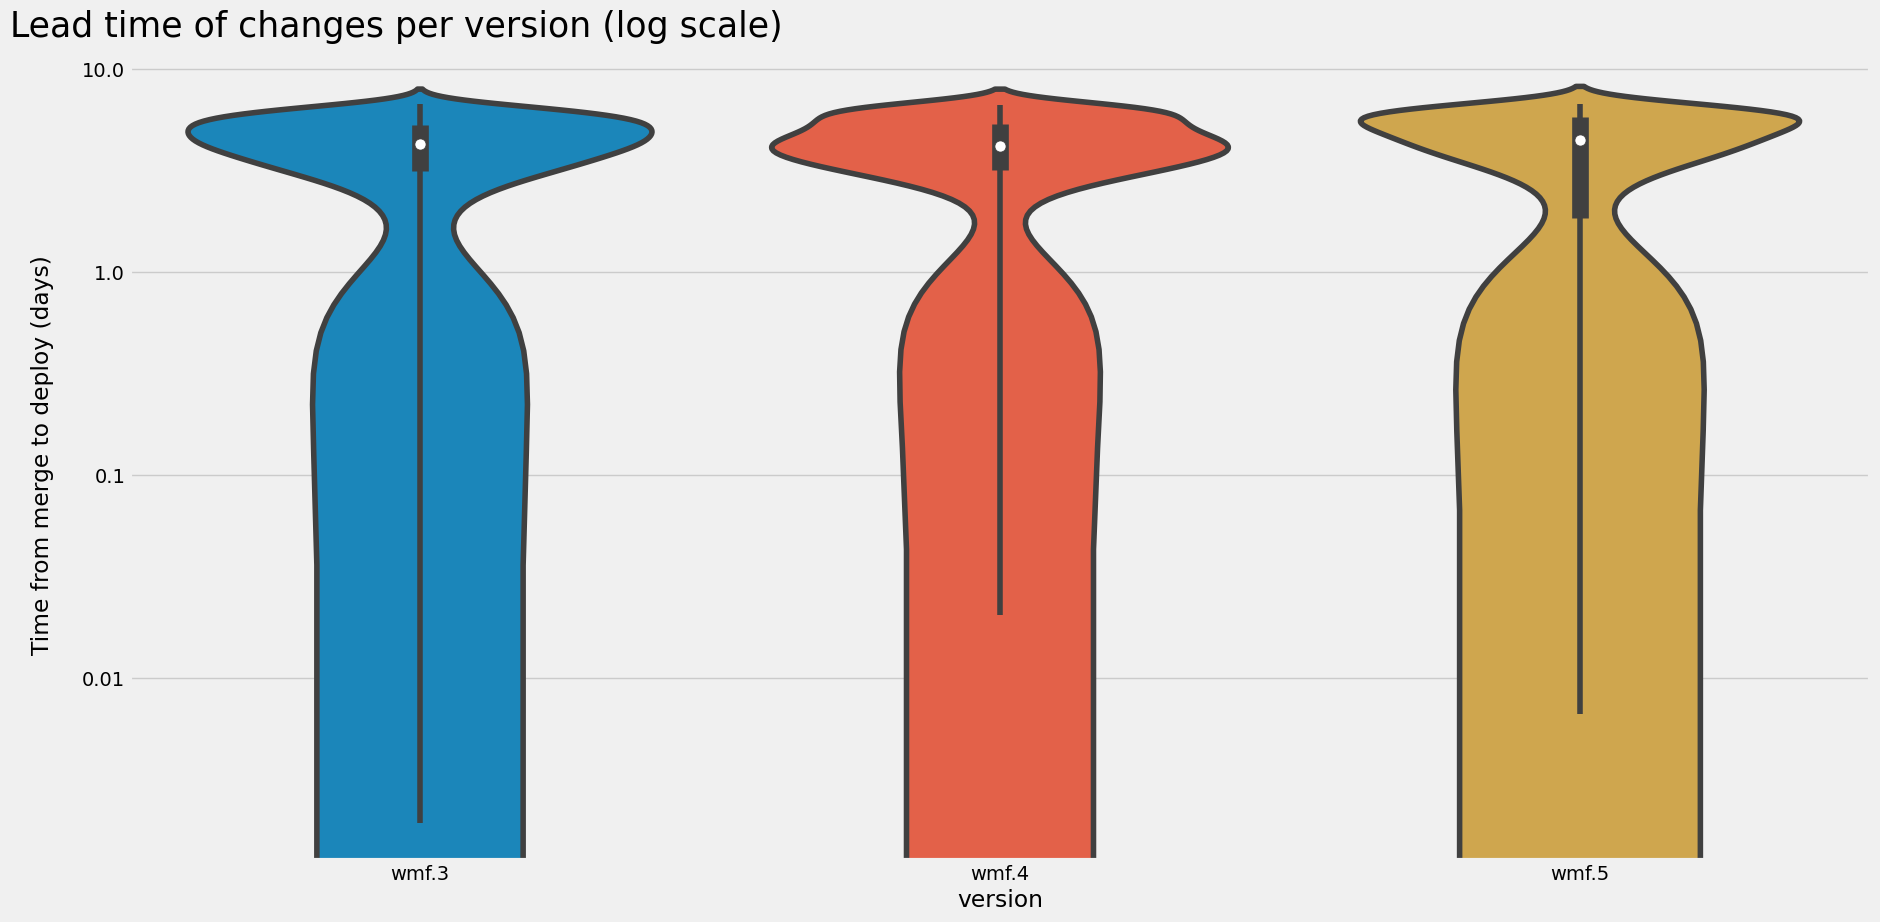 Lead time of changes per version (log scale)
10.0
1.0
0.1
0.01
Time from merge to deploy (days)
wmf.3
wmf.4
wmf.5
version